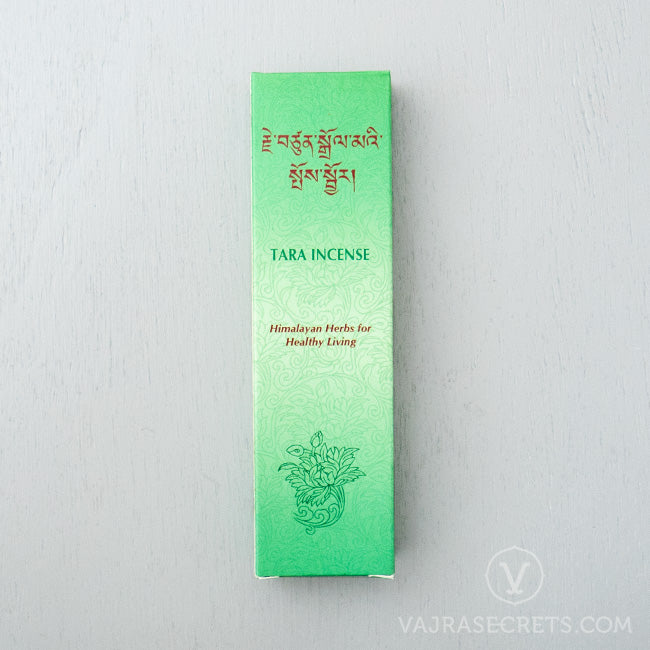 རྗེ་བཙུན་སྒྲོལ་མའི་
སྤོས་སྦྱོར།
TARA INCENSE
Himalayan Herbs for
Healthy Living
V
VAJRASECRETS.COM